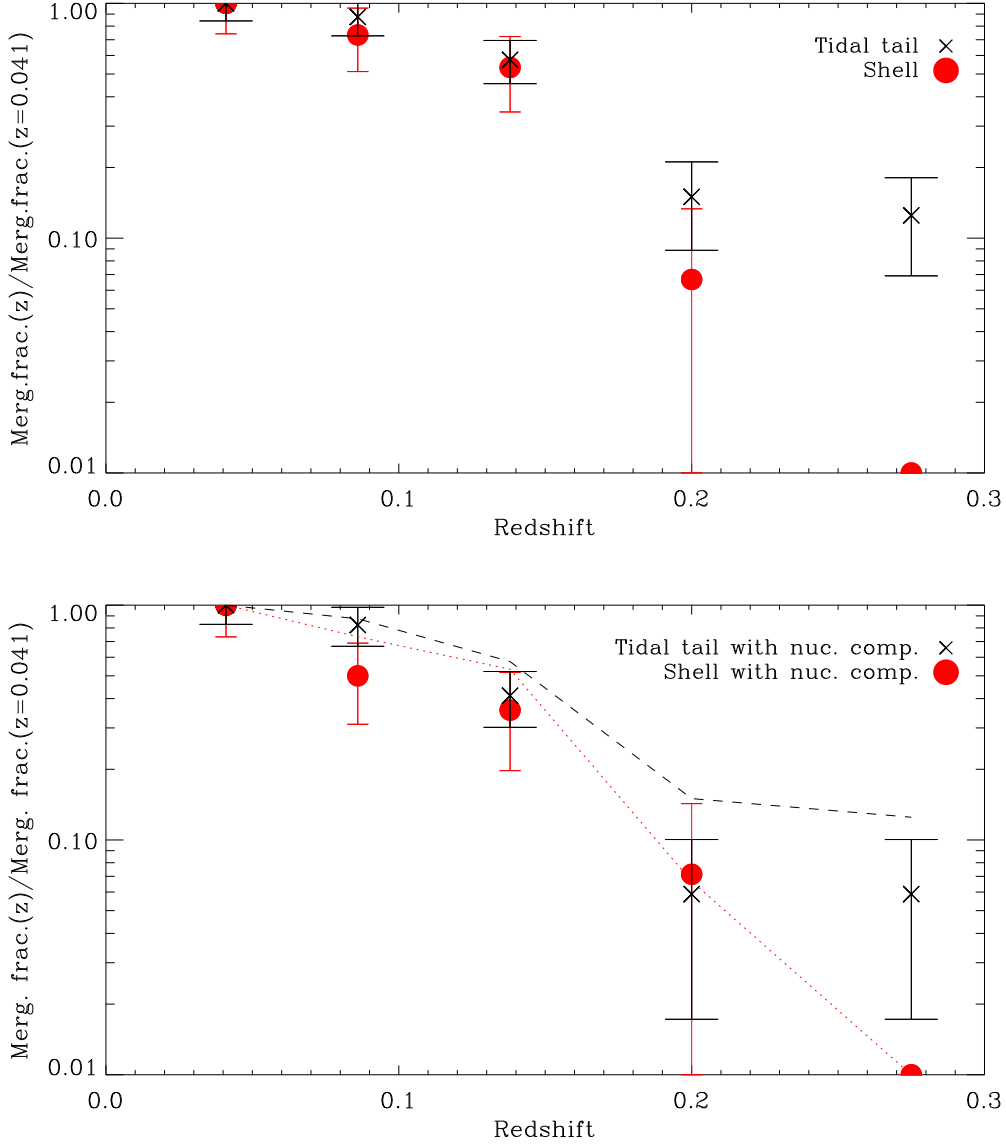 1.00
0.10
0.01
Merg.frac.(z)/Merg.frac.(z=0.041)
Tidal tail
Shell
0.0 0.1 0.2 0.3
Redshift
1.00
0.10
0.01
Merg. frac.(z)/Merg. frac.(z=0.041)
Tidal tail with nuc. comp.
Shell with nuc. comp.
0.0 0.1 0.2 0.3
Redshift